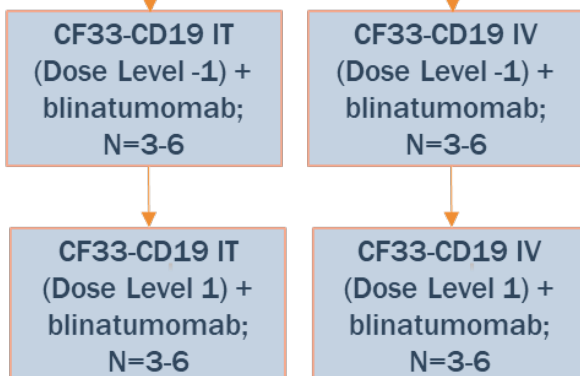 CF33-CD19 IT
(Dose Level -1) +
blinatumomab;
N=3-6
CF33-CD19 IV
(Dose Level -1) +
blinatumomab;
N=3-6
CF33-CD19 IT
(Dose Level 1) +
blinatumomab;
N=3-6
CF33-CD19 IV
(Dose Level 1) +
blinatumomab;
N=3-6